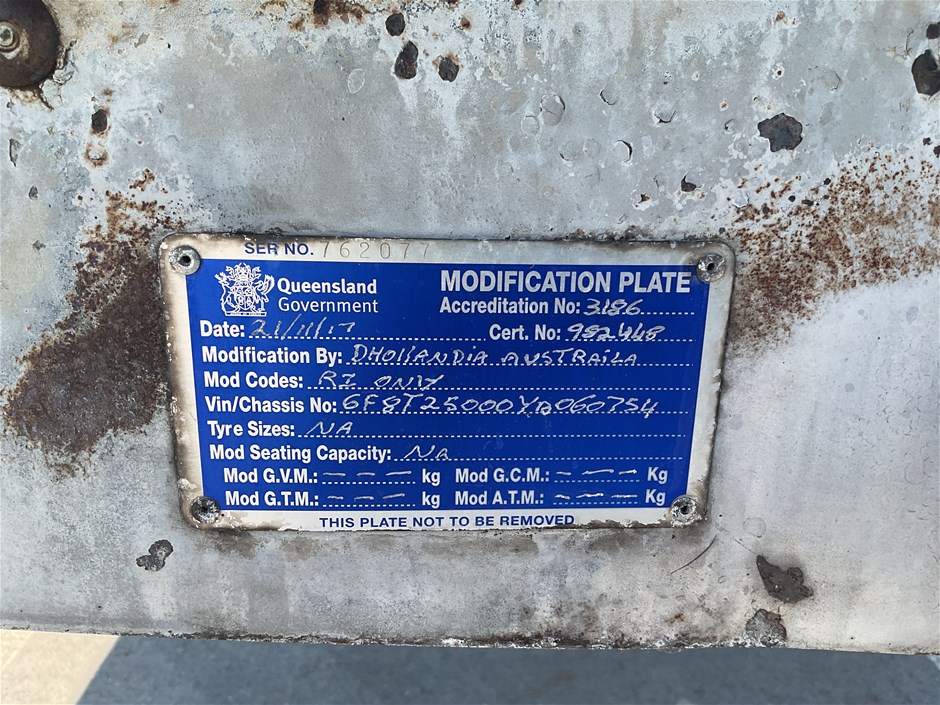 SER NO. 762077
Queensland Government
MODIFICATION PLATE
Accreditation No: 3186
Date: 21/11/17 Cert. No: 982448
Modification By: DHOLLANDIA AUSTRAILA
Mod Codes: RI ONLY
Vin/Chassis No: 6F8T25000YB060754
Tyre Sizes: NA
Mod Seating Capacity: Na
Mod G.V.M.: --- kg Mod G.C.M.: --- Kg
Mod G.T.M.: --- kg Mod A.T.M.: --- Kg
THIS PLATE NOT TO BE REMOVED